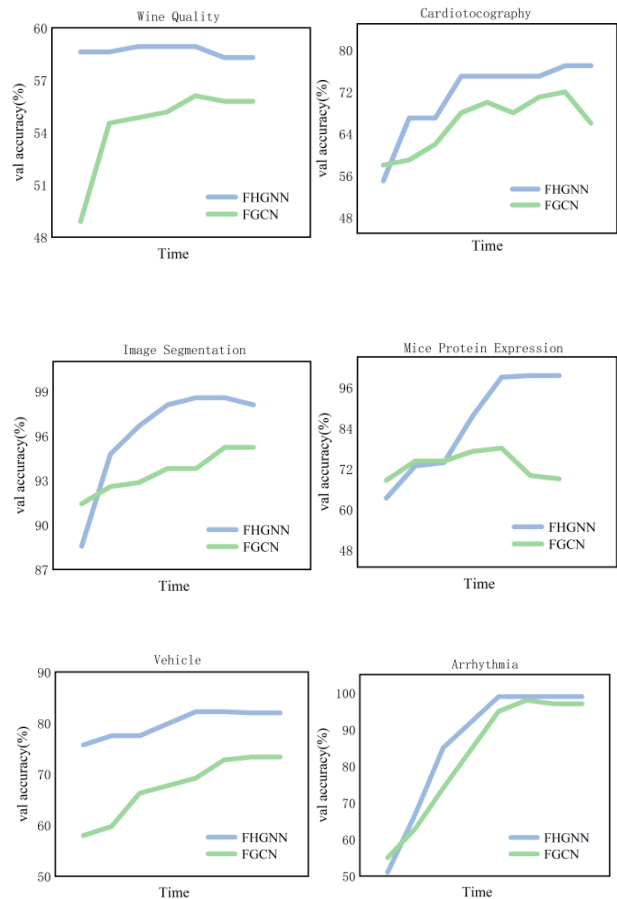 Wine Quality
60
57
54
51
48
val accuracy(%)
FHGNN
FGCN
Time
Cardiotocography
80
72
64
56
48
val accuracy(%)
FHGNN
FGCN
Time
Image Segmentation
99
96
93
90
87
val accuracy(%)
FHGNN
FGCN
Time
Mice Protein Expression
96
84
72
60
48
val accuracy(%)
FHGNN
FGCN
Time
Vehicle
90
80
70
60
50
val accuracy(%)
FHGNN
FGCN
Time
Arrhythmia
100
90
80
70
60
50
val accuracy(%)
FHGNN
FGCN
Time